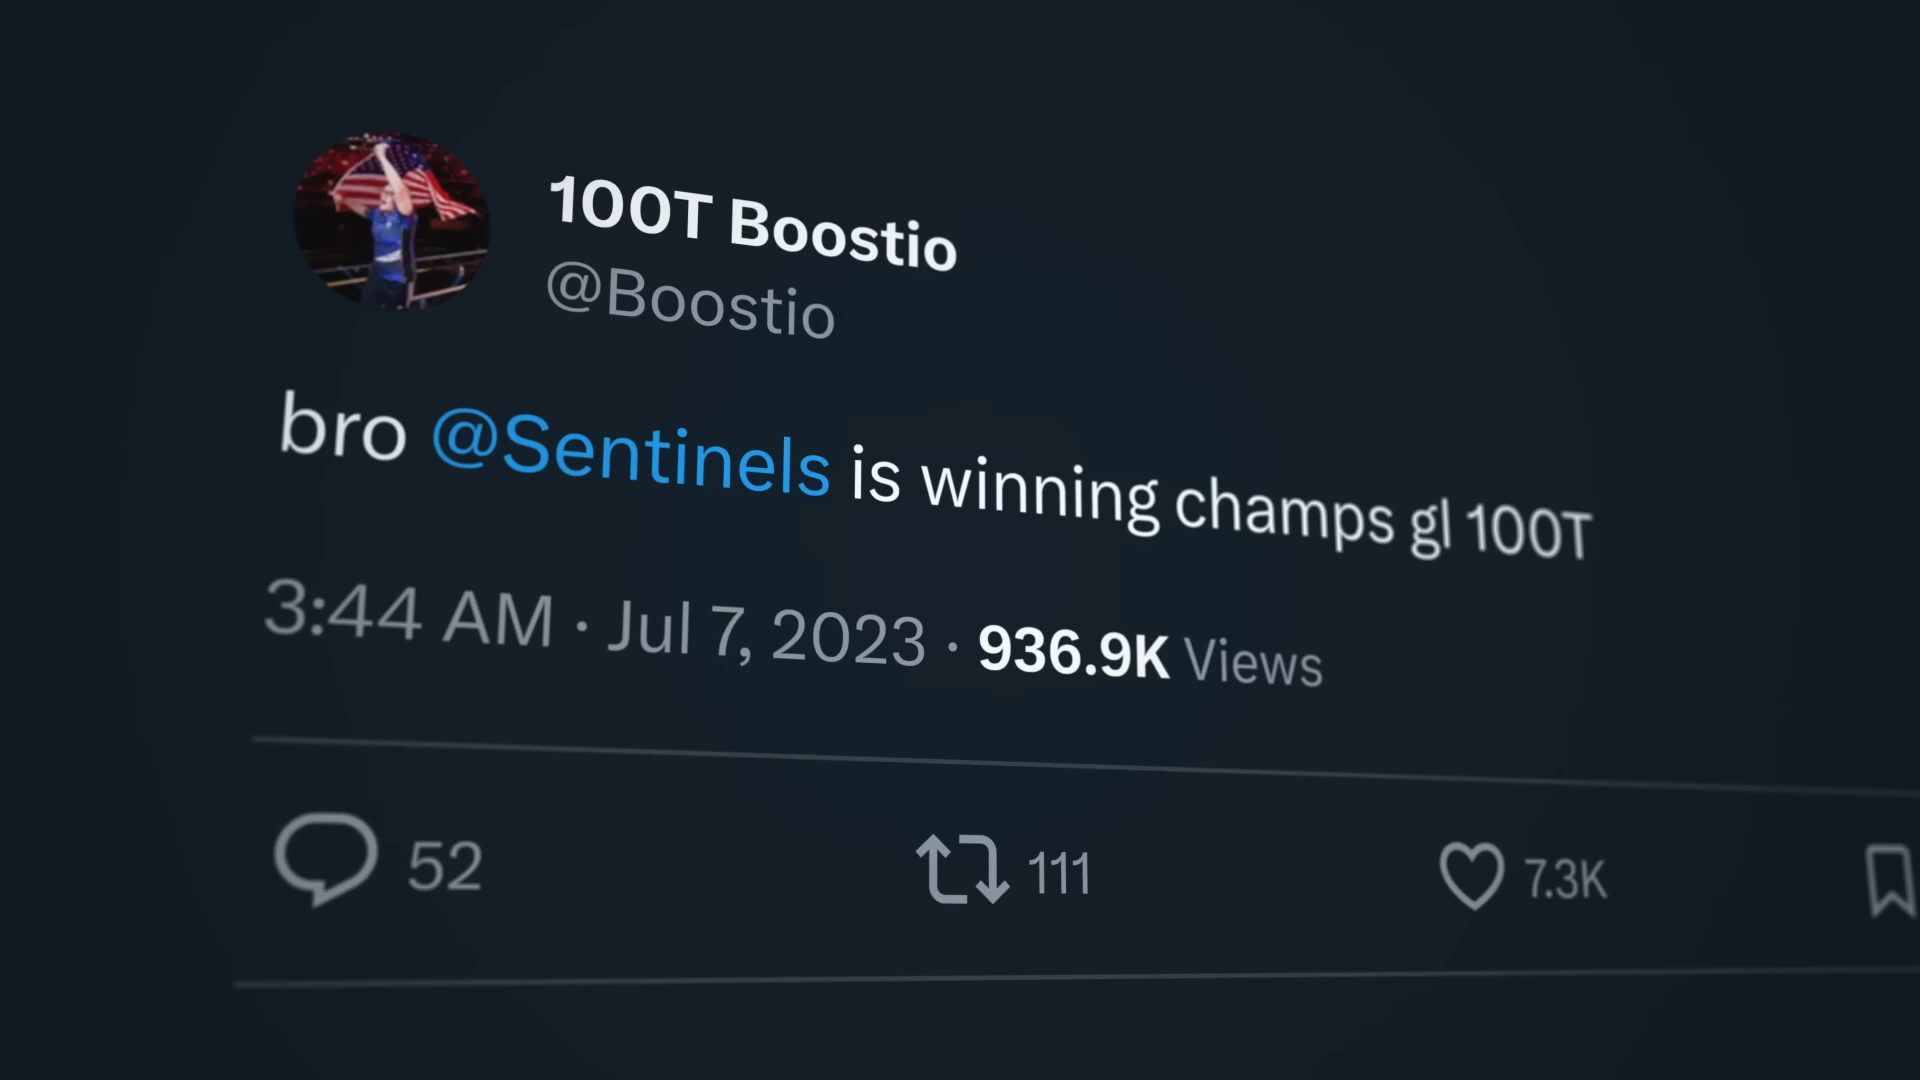 100T Boostio
@Boostio
bro @Sentinels is winning champs gl 100T
3:44 AM · Jul 7, 2023 · 936.9K Views
52 111 7.3K